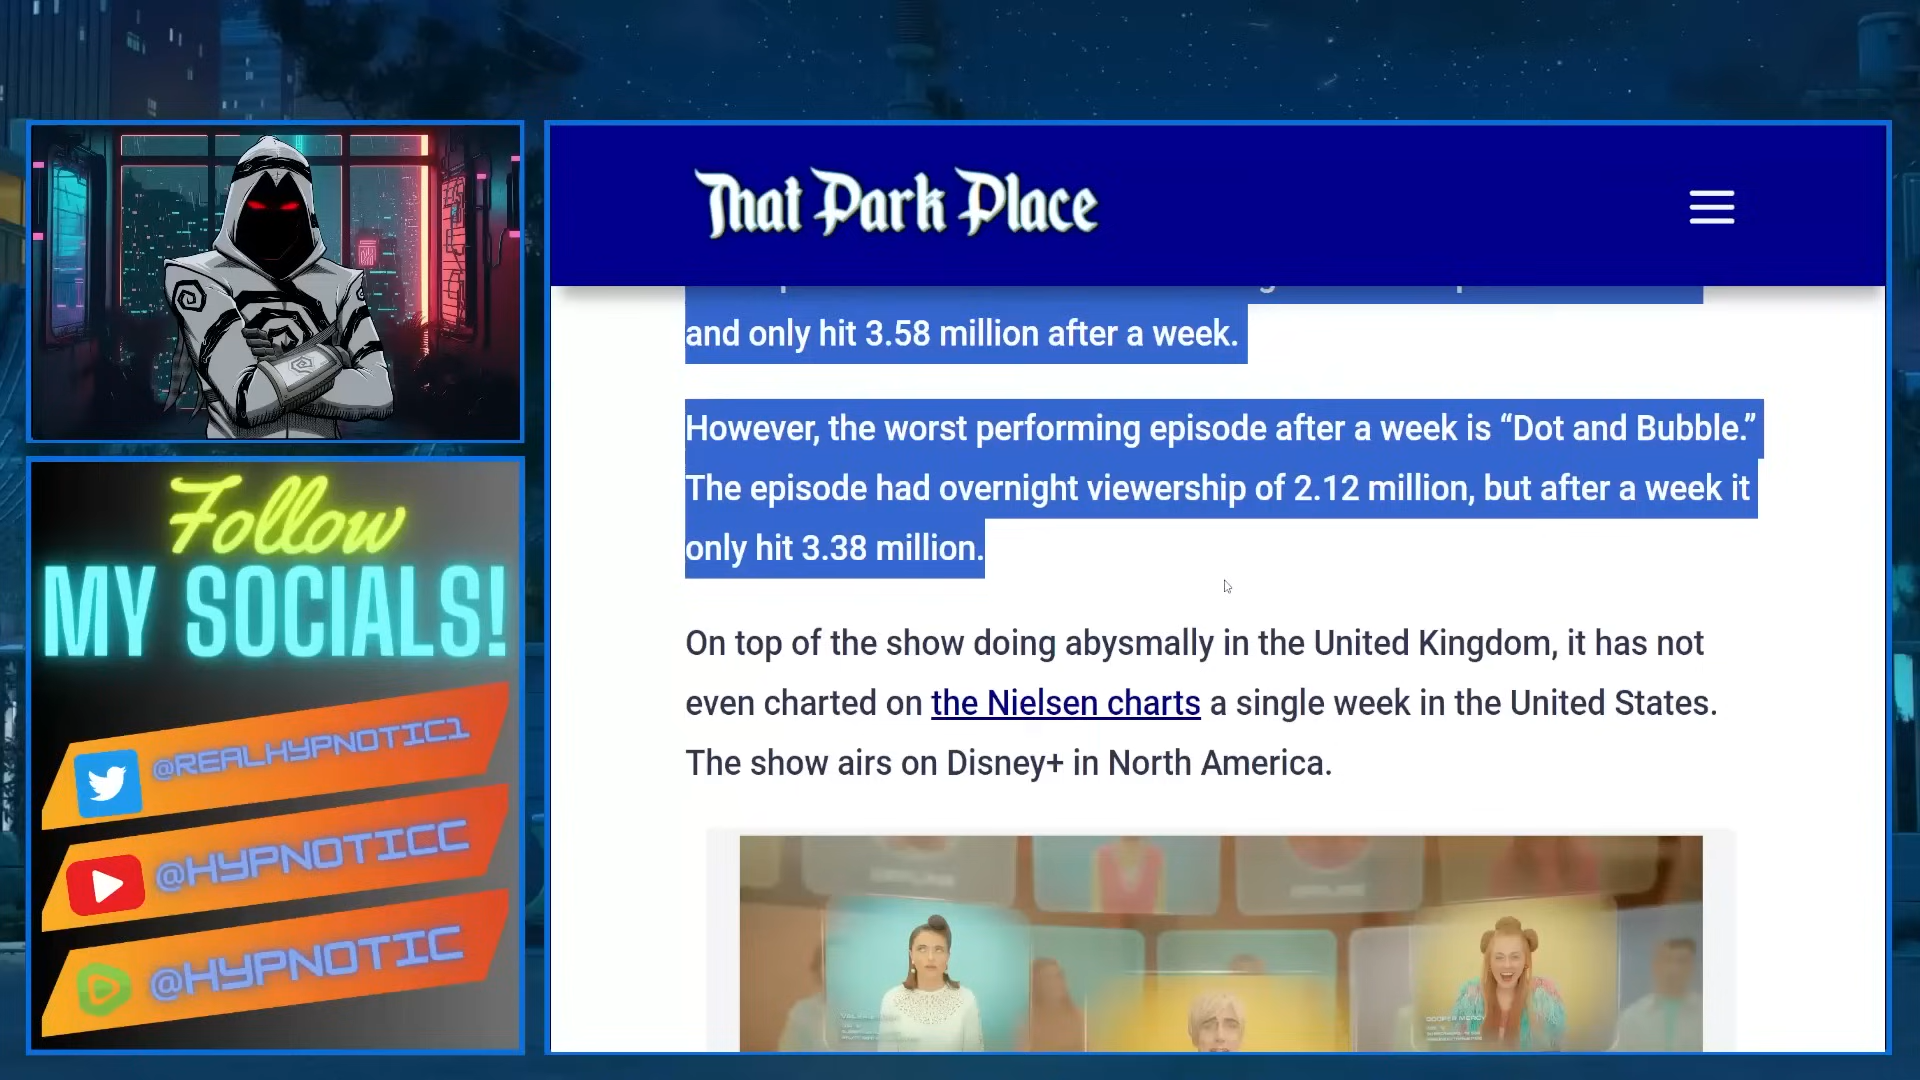 That Park Place
and only hit 3.58 million after a week.
However, the worst performing episode after a week is “Dot and Bubble.”
The episode had overnight viewership of 2.12 million, but after a week it
only hit 3.38 million.
On top of the show doing abysmally in the United Kingdom, it has not
even charted on the Nielsen charts a single week in the United States.
The show airs on Disney+ in North America.
Follow
MY SOCIALS!
@REALHYPNOTIC1
@HYPNOTICC
@HYPNOTIC